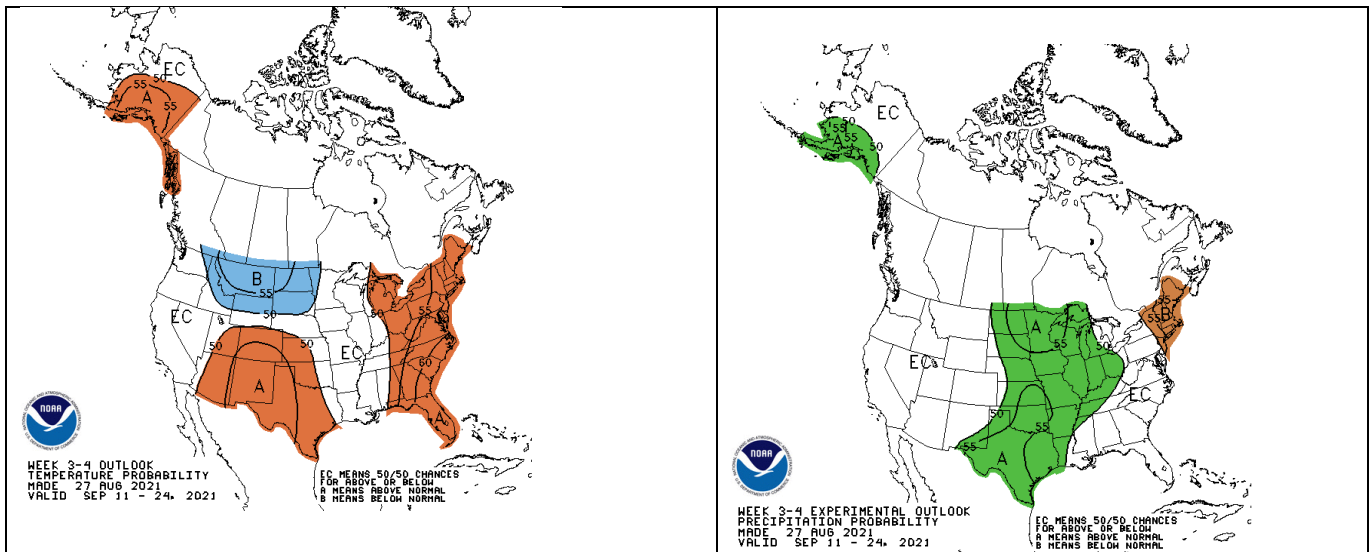 EC
50
55
A
55
B
55
50
EC
50
50
50
55
EC
60
A
A
NOAA
WEEK 3-4 OUTLOOK
TEMPERATURE PROBABILITY
MADE 27 AUG 2021
VALID SEP 11 - 24, 2021
EC MEANS 50/50 CHANCES
FOR ABOVE OR BELOW
A MEANS ABOVE NORMAL
B MEANS BELOW NORMAL
EC
50
55
55
A
50
55
55
B
A
55
50
EC
EC
50
55
55
A
NOAA
WEEK 3-4 EXPERIMENTAL OUTLOOK
PRECIPITATION PROBABILITY
MADE 27 AUG 2021
VALID SEP 11 - 24, 2021
EC MEANS 50/50 CHANCES
FOR ABOVE OR BELOW
A MEANS ABOVE NORMAL
B MEANS BELOW NORMAL